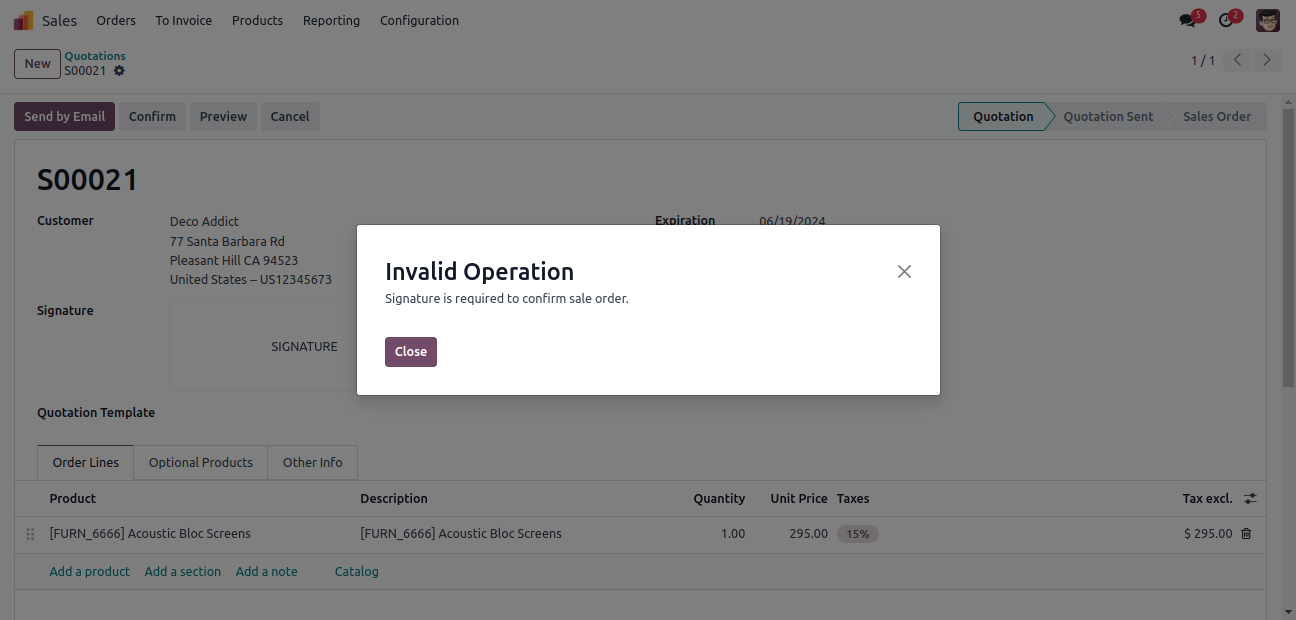 Sales Orders To Invoice Products Reporting Configuration 5 2
New Quotations
S00021 1 / 1
Send by Email Confirm Preview Cancel Quotation Quotation Sent Sales Order
S00021
Customer Deco Addict Expiration 06/19/2024
77 Santa Barbara Rd
Pleasant Hill CA 94523
United States – US12345673
Invalid Operation
Signature is required to confirm sale order.
Close
Signature SIGNATURE
Quotation Template
Order Lines Optional Products Other Info
Product Description Quantity Unit Price Taxes Tax excl.
[FURN_6666] Acoustic Bloc Screens [FURN_6666] Acoustic Bloc Screens 1.00 295.00 15% $ 295.00
Add a product Add a section Add a note Catalog